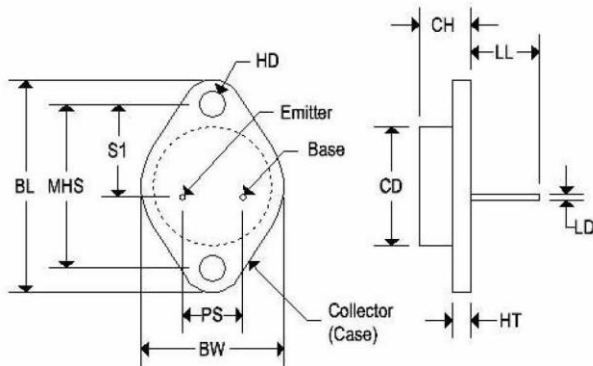 CH
LL
HD
Emitter
S1
Base
BL
MHS
CD
LD
PS
Collector
(Case)
HT
BW